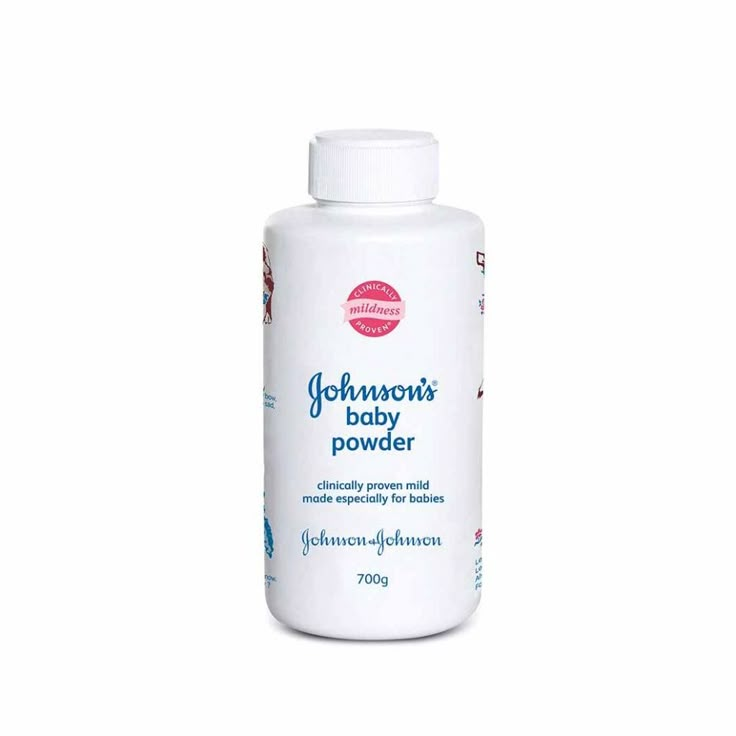 CLINICALLY
mildness
PROVEN®
Johnson's®
baby
powder
clinically proven mild
made especially for babies
Johnson & Johnson
700g